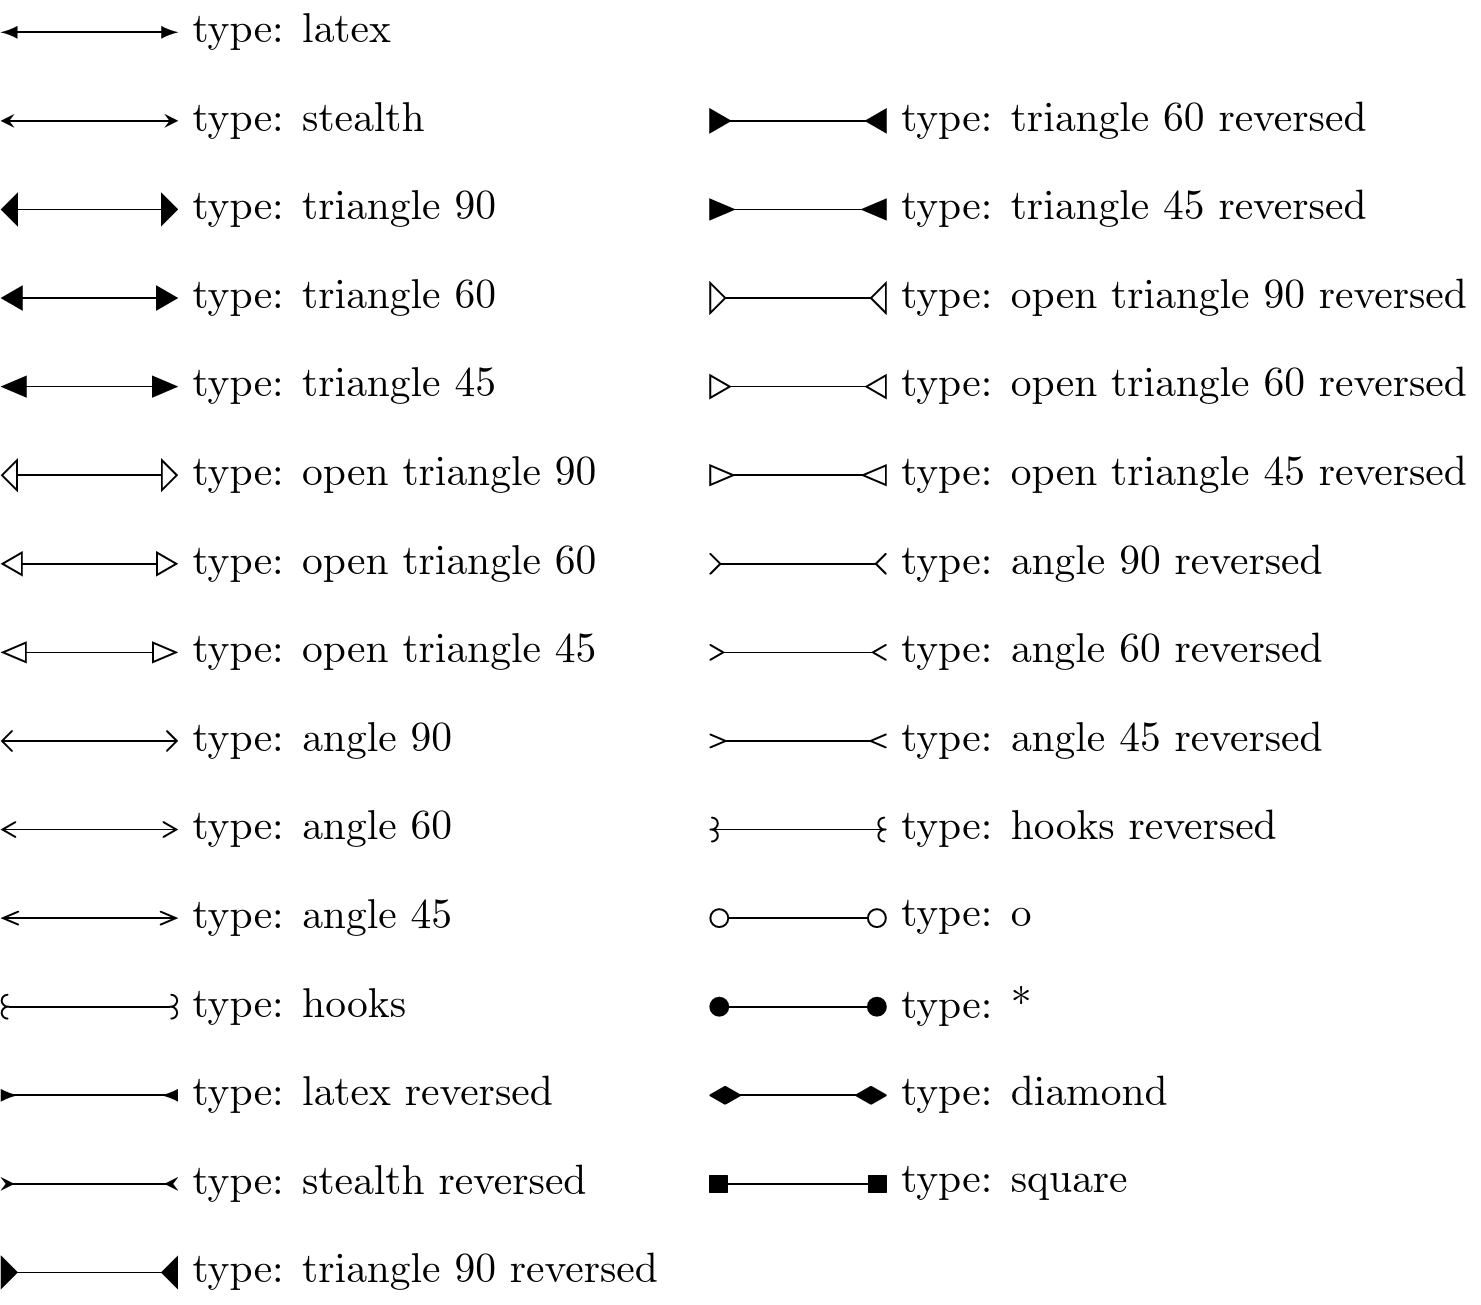 type: latex
type: stealth
type: triangle 90
type: triangle 60
type: triangle 45
type: open triangle 90
type: open triangle 60
type: open triangle 45
type: angle 90
type: angle 60
type: angle 45
type: hooks
type: latex reversed
type: stealth reversed
type: triangle 90 reversed
type: triangle 60 reversed
type: triangle 45 reversed
type: open triangle 90 reversed
type: open triangle 60 reversed
type: open triangle 45 reversed
type: angle 90 reversed
type: angle 60 reversed
type: angle 45 reversed
type: hooks reversed
type: o
type: *
type: diamond
type: square